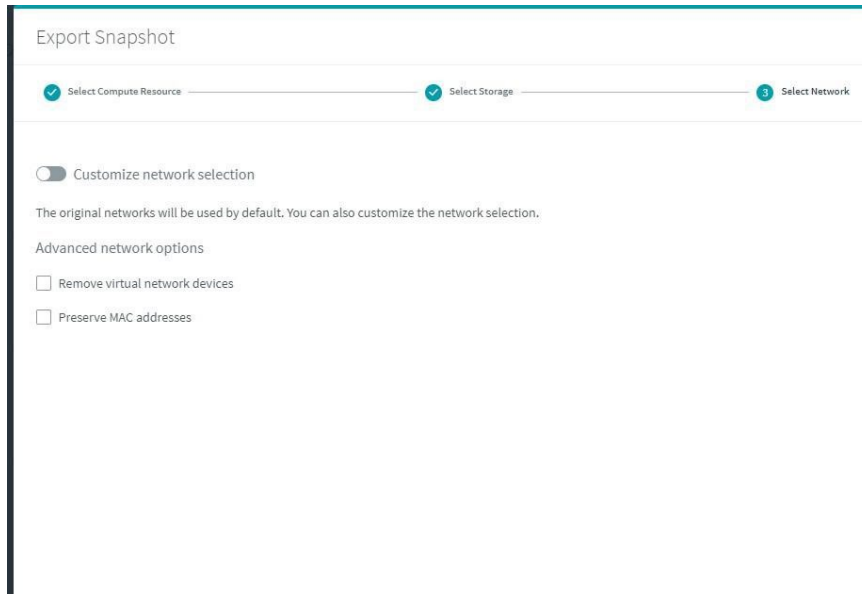 Export Snapshot
Select Compute Resource
Select Storage
3 Select Network
Customize network selection
The original networks will be used by default. You can also customize the network selection.
Advanced network options
Remove virtual network devices
Preserve MAC addresses